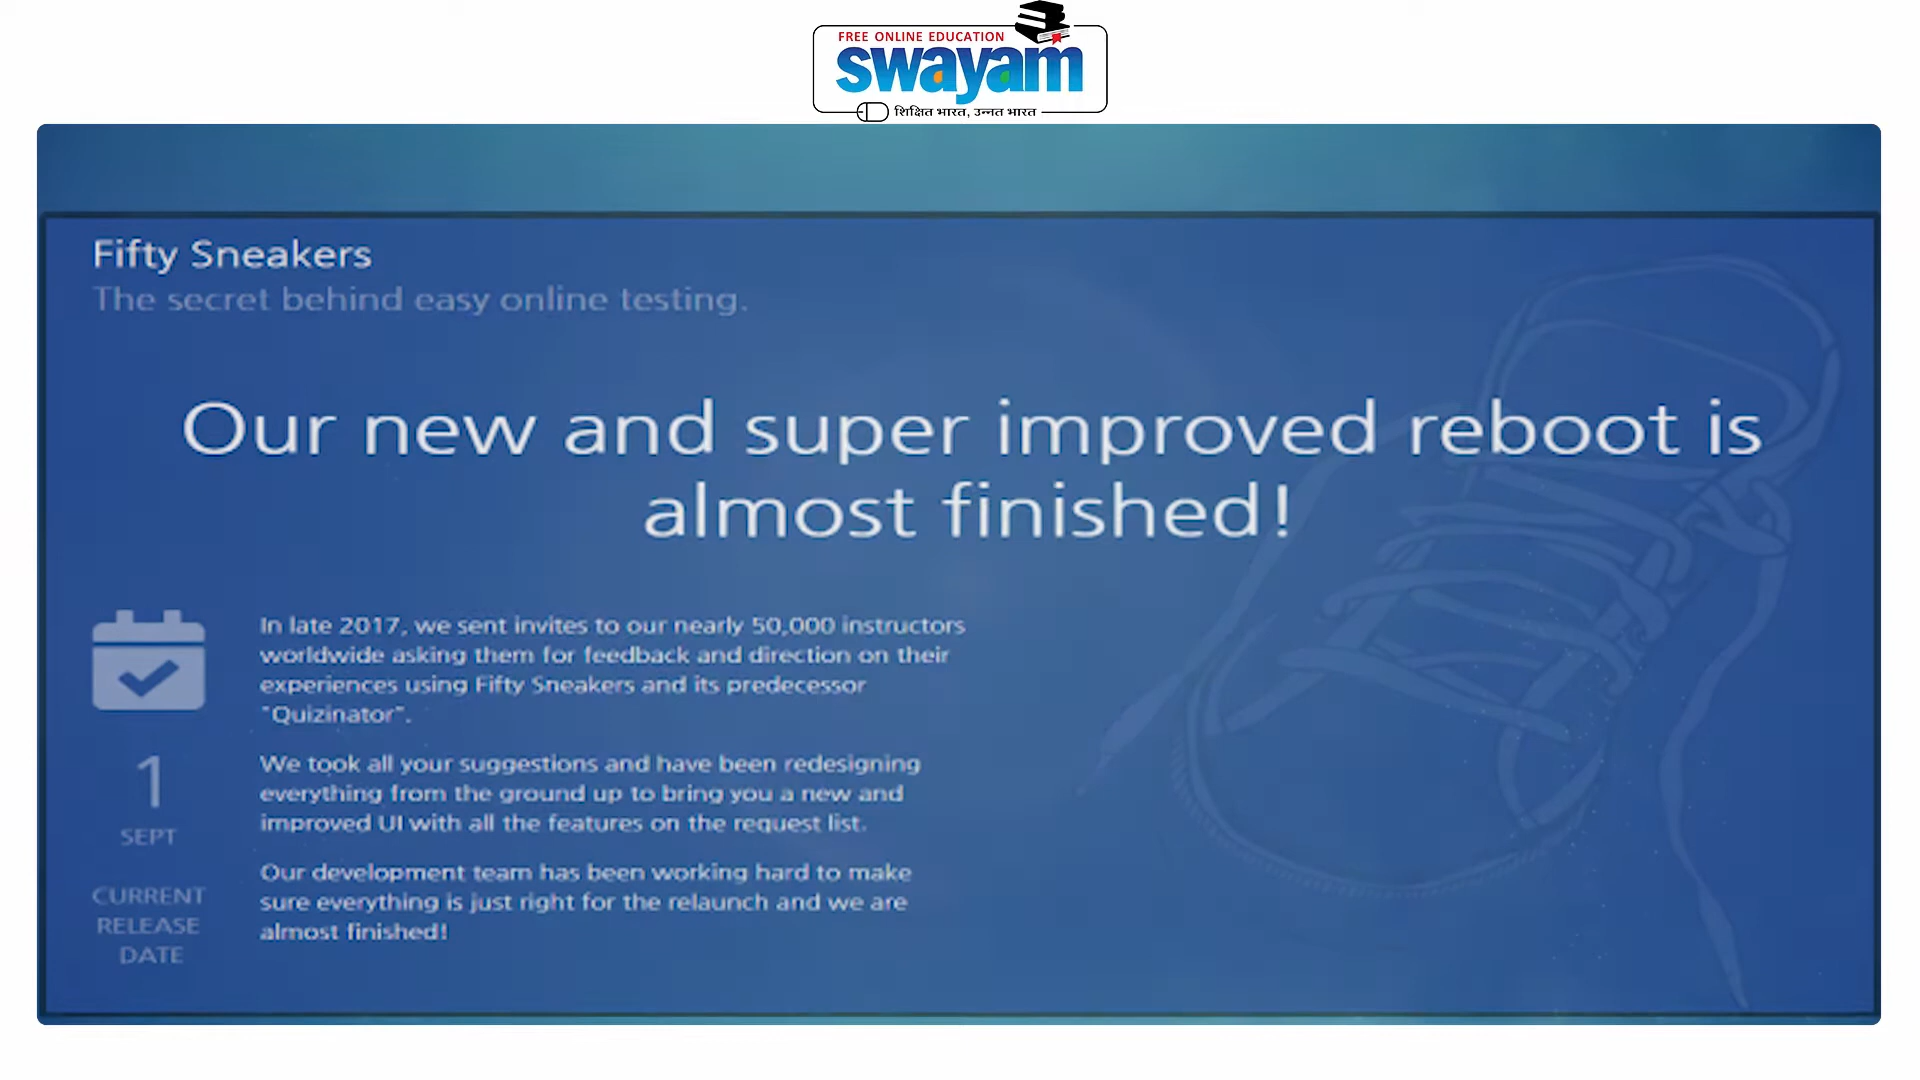 FREE ONLINE EDUCATION
swayam
शिक्षित भारत, उन्नत भारत
Fifty Sneakers
The secret behind easy online testing.
Our new and super improved reboot is
almost finished!
In late 2017, we sent invites to our nearly 50,000 instructors
worldwide asking them for feedback and direction on their
experiences using Fifty Sneakers and its predecessor
"Quizinator".
We took all your suggestions and have been redesigning
everything from the ground up to bring you a new and
improved UI with all the features on the request list.
Our development team has been working hard to make
sure everything is just right for the relaunch and we are
almost finished!
1
SEPT
CURRENT
RELEASE
DATE